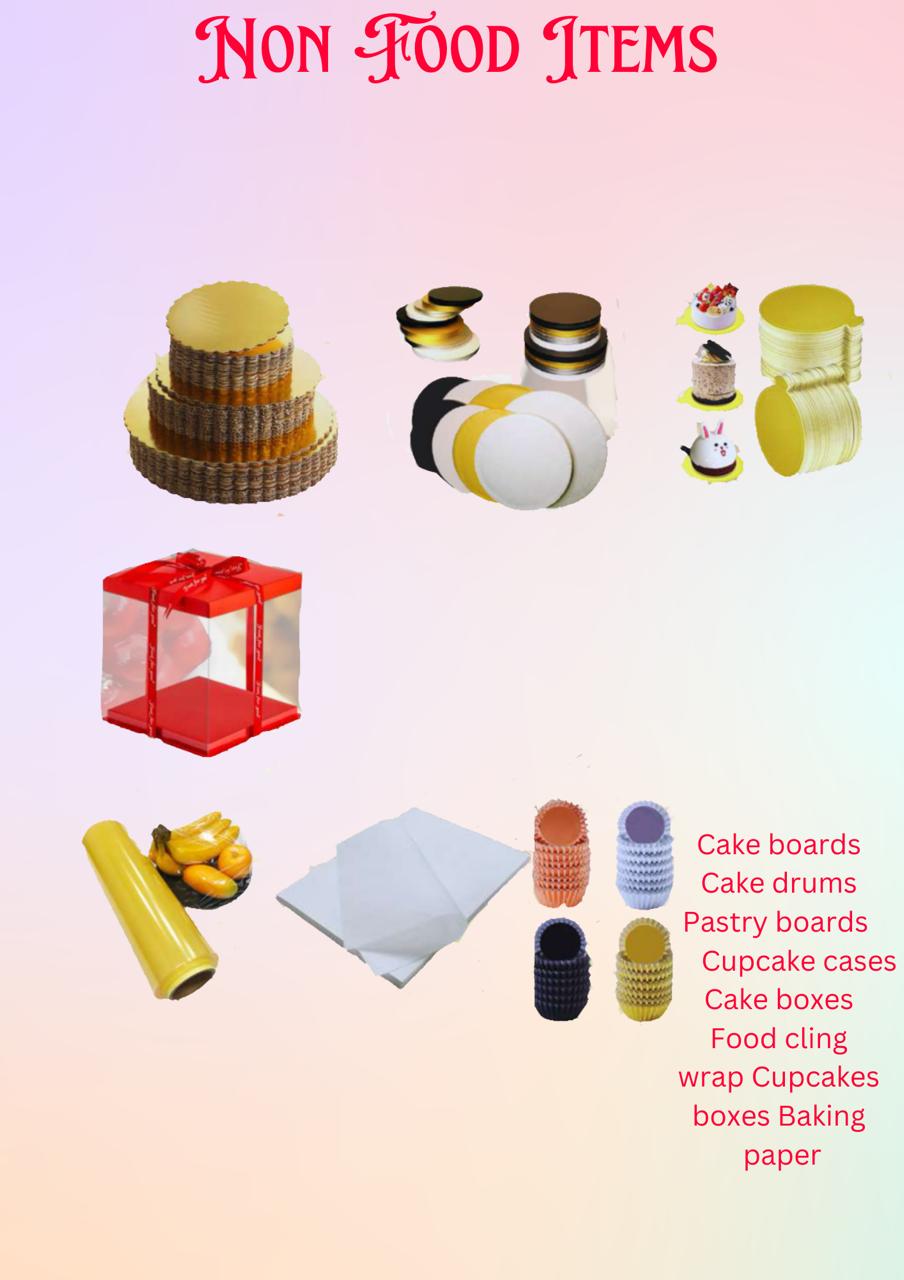 Non Food Items
Cake boards
Cake drums
Pastry boards
Cupcake cases
Cake boxes
Food cling
wrap Cupcakes
boxes Baking
paper